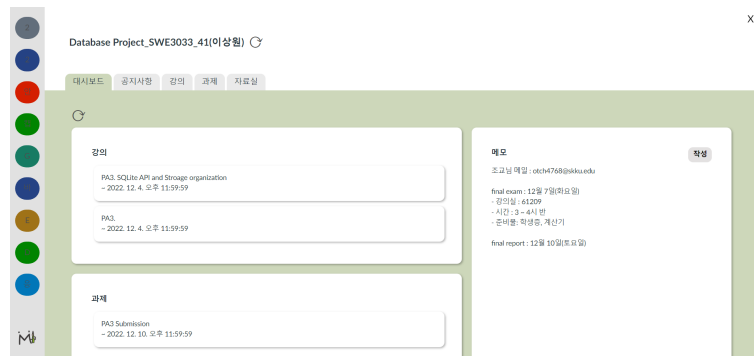 X
Database Project_SWE3033_41(이상원)
대시보드 공지사항 강의 과제 자료실
강의
PA3. SQLite API and Stroage organization
~ 2022. 12. 4. 오후 11:59:59
PA3.
~ 2022. 12. 4. 오후 11:59:59
과제
PA3 Submission
~ 2022. 12. 10. 오후 11:59:59
메모
작성
조교님 메일 : otch4768@skku.edu
final exam : 12월 7일(화요일)
- 강의실 : 61209
- 시간 : 3 ~ 4시 반
- 준비물: 학생증, 계산기
final report : 12월 10일(토요일)